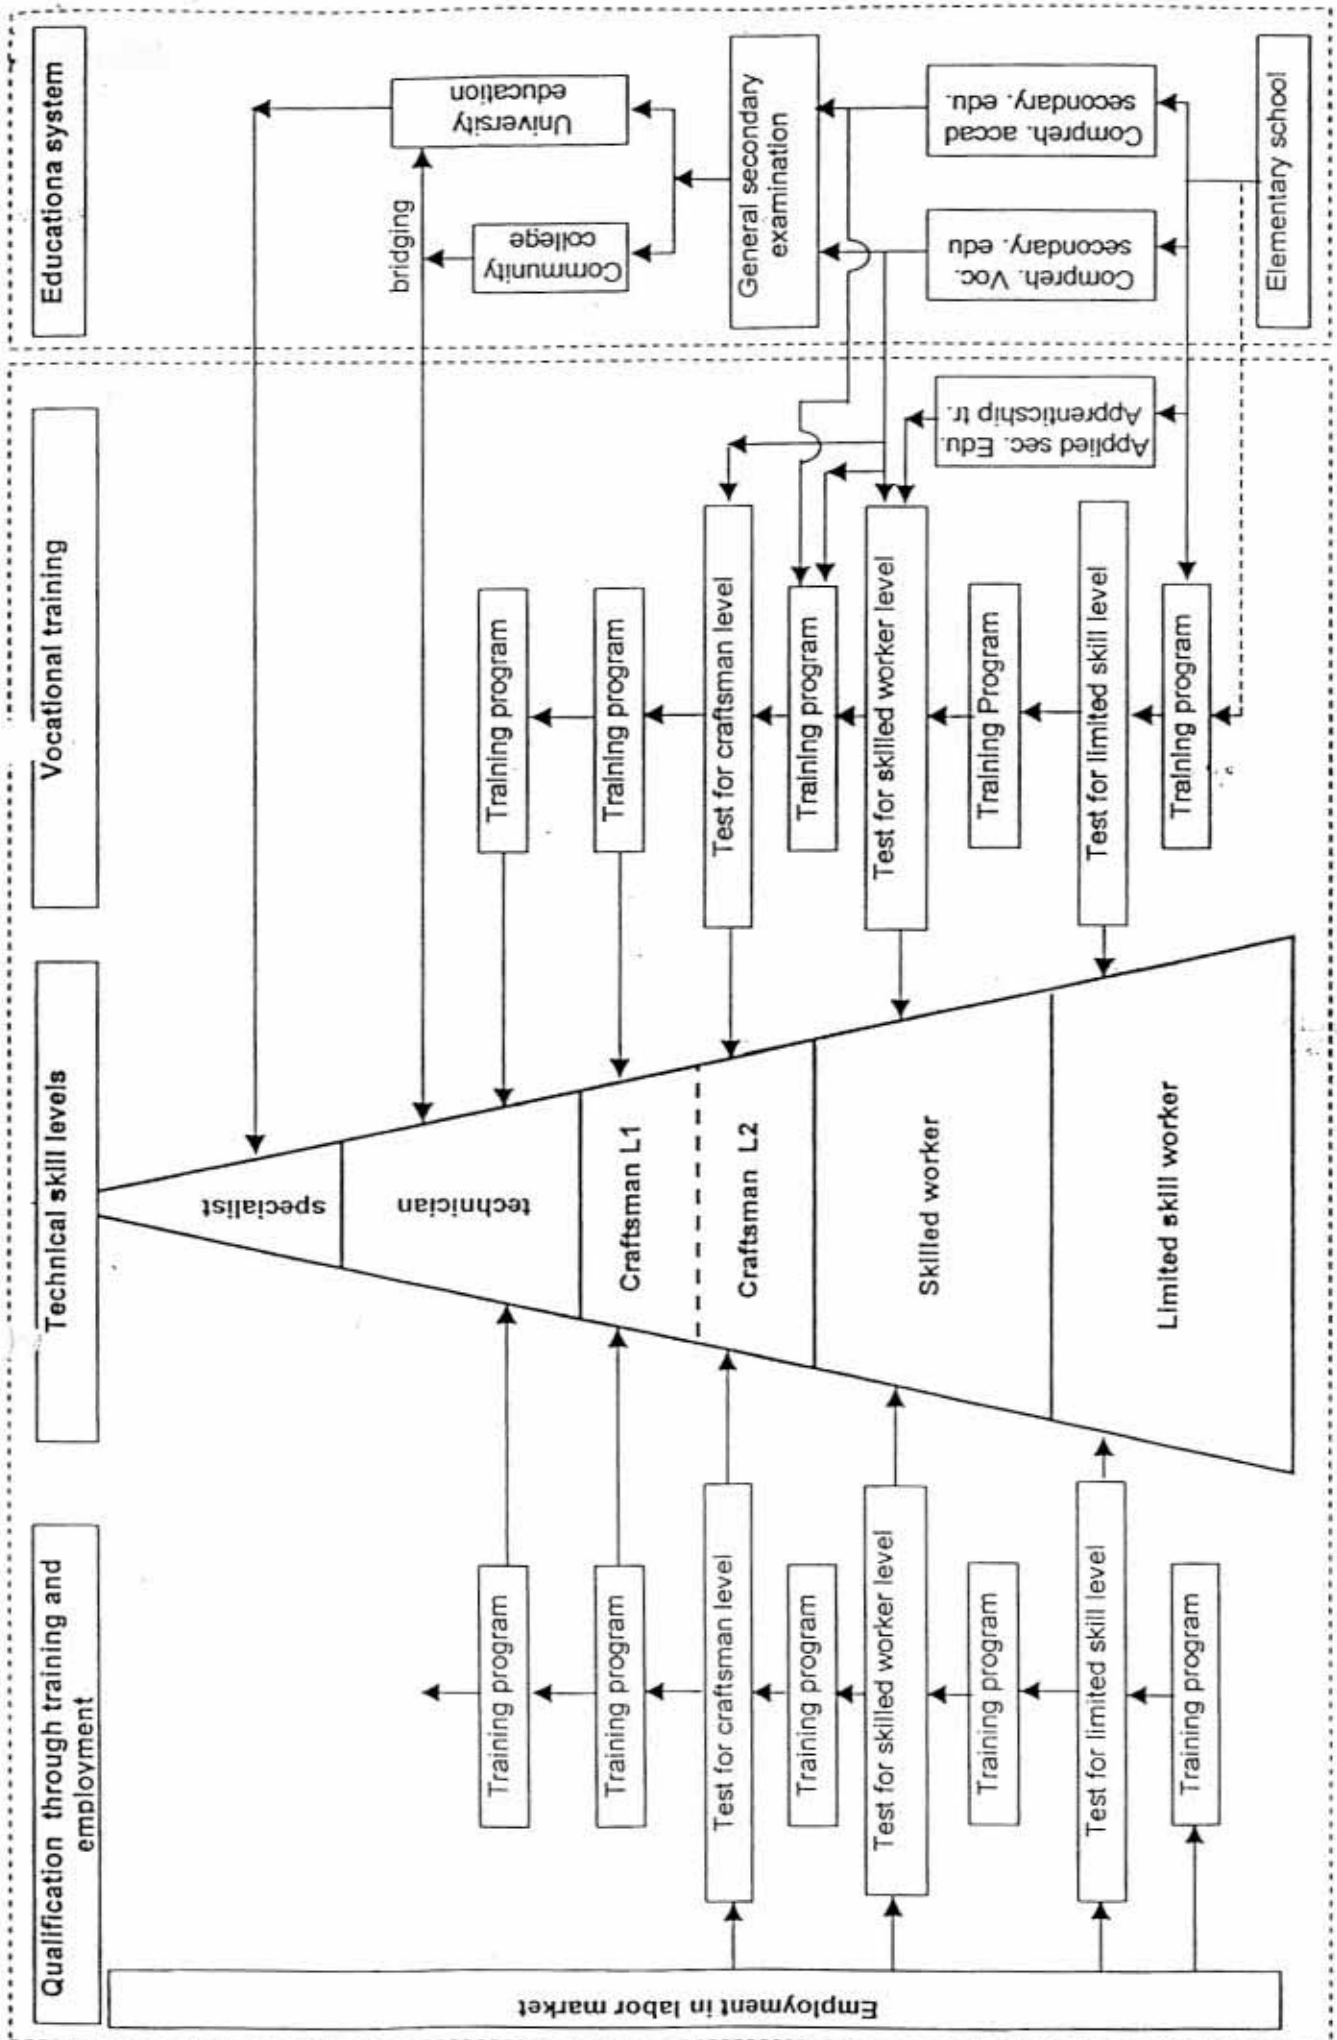 Qualification through training and
employment
Technical skill levels
Vocational training
Educationa system
Employment in labor market
Training program
Training program
Test for craftsman level
Training program
Test for skilled worker level
Training program
Test for limited skill level
Training program
specialist
technician
Craftsman L1
Craftsman L2
Skilled worker
Limited skill worker
Training program
Training program
Test for craftsman level
Training program
Test for skilled worker level
Training Program
Test for limited skill level
Training program
Applied sec. Edu.
Apprenticship tr.
bridging
University
education
Community
college
General secondary
examination
Compreh. Voc.
secondary. edu
Compreh. accad
secondary. edu.
Elementary school